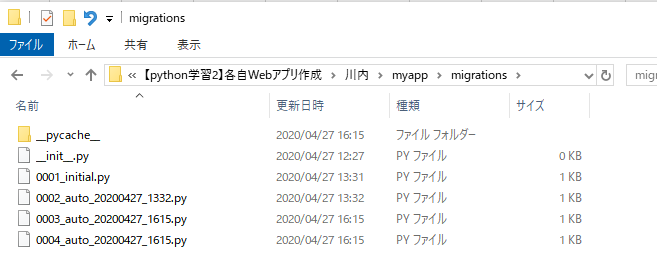 migrations
ファイル ホーム 共有 表示
« 【python学習2】各自Webアプリ作成 › 川内 › myapp › migrations ›
名前 更新日時 種類 サイズ
__pycache__ 2020/04/27 16:15 ファイル フォルダー
__init__.py 2020/04/27 12:27 PY ファイル 0 KB
0001_initial.py 2020/04/27 13:31 PY ファイル 1 KB
0002_auto_20200427_1332.py 2020/04/27 13:32 PY ファイル 1 KB
0003_auto_20200427_1615.py 2020/04/27 16:15 PY ファイル 1 KB
0004_auto_20200427_1615.py 2020/04/27 16:15 PY ファイル 1 KB